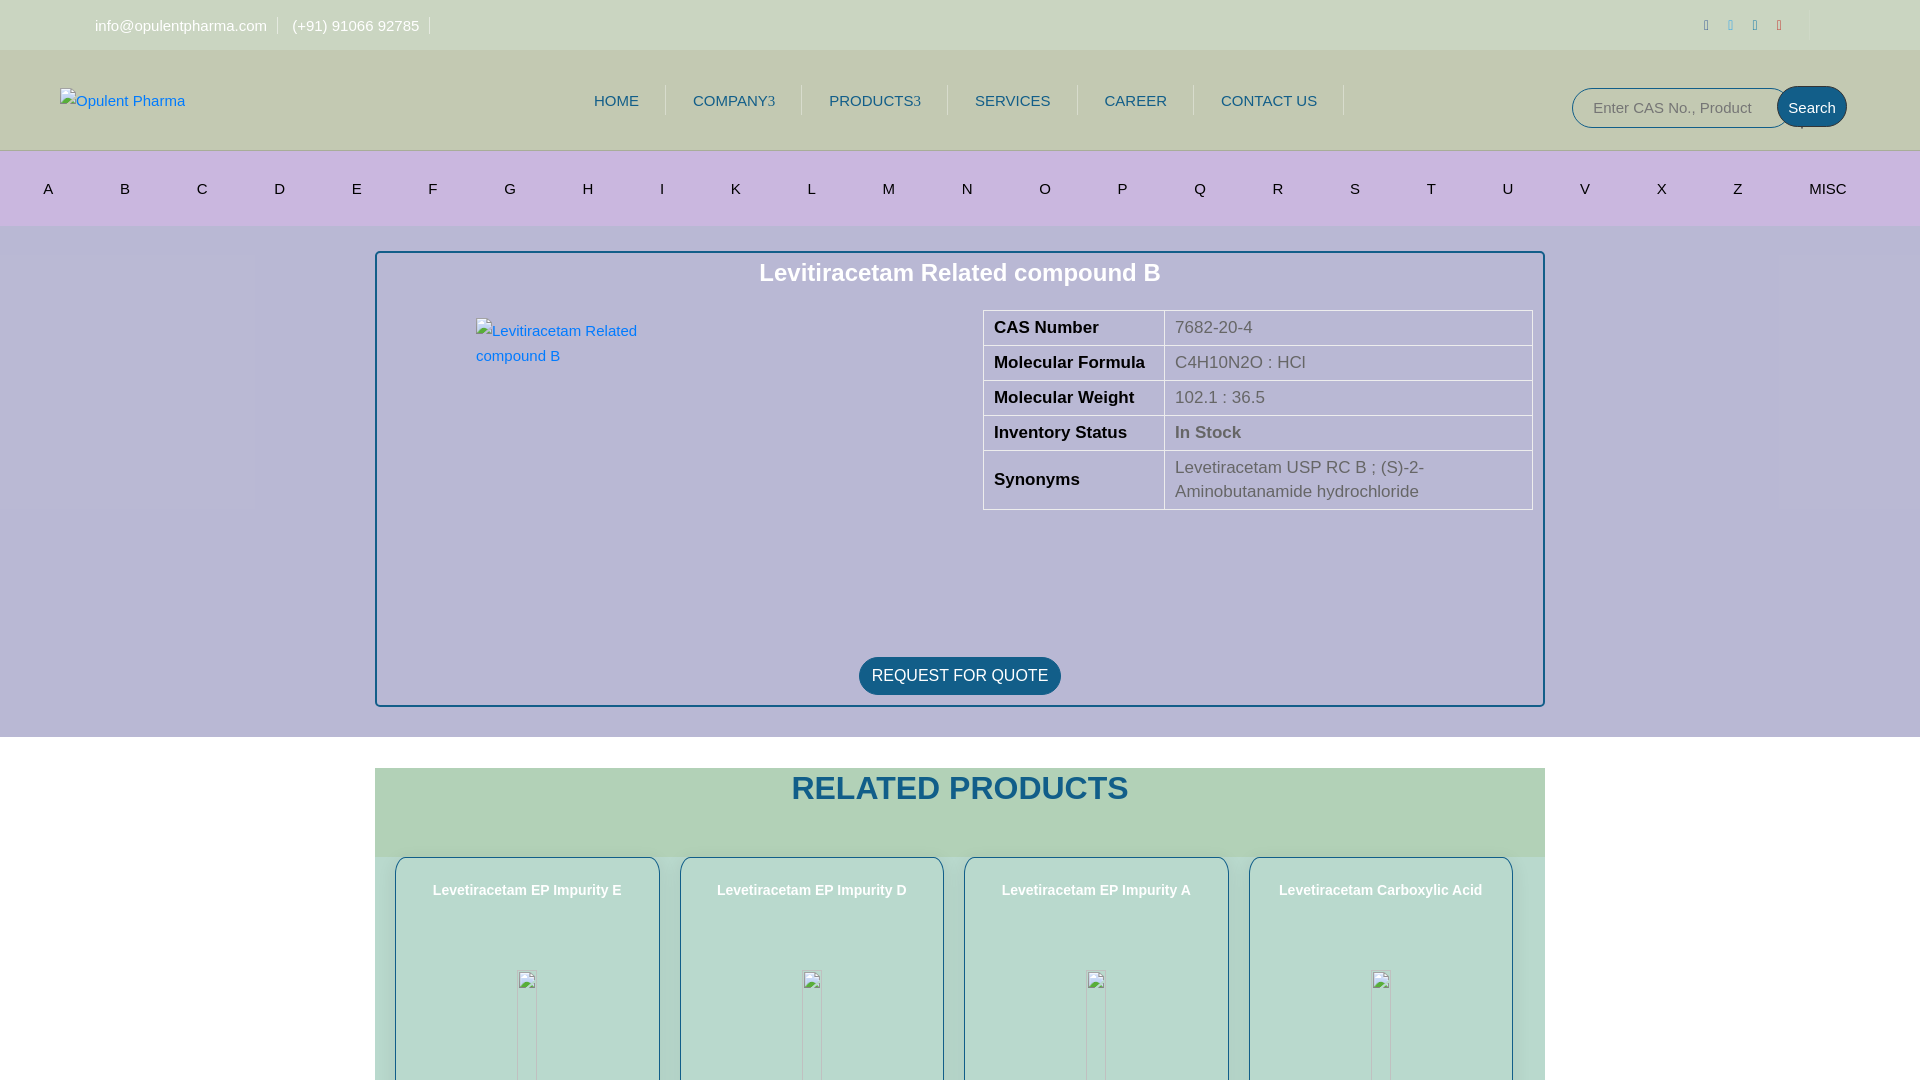 info@opulentpharma.com (+91) 91066 92785
Opulent Pharma HOME COMPANY3 PRODUCTS3 SERVICES CAREER CONTACT US Enter CAS No., Product Search
A B C D E F G H I K L M N O P Q R S T U V X Z MISC
Levitiracetam Related compound B
Levitiracetam Related
compound B
CAS Number 7682-20-4
Molecular Formula C4H10N2O : HCl
Molecular Weight 102.1 : 36.5
Inventory Status In Stock
Synonyms Levetiracetam USP RC B ; (S)-2-
Aminobutanamide hydrochloride
REQUEST FOR QUOTE
RELATED PRODUCTS
Levetiracetam EP Impurity E Levetiracetam EP Impurity D Levetiracetam EP Impurity A Levetiracetam Carboxylic Acid